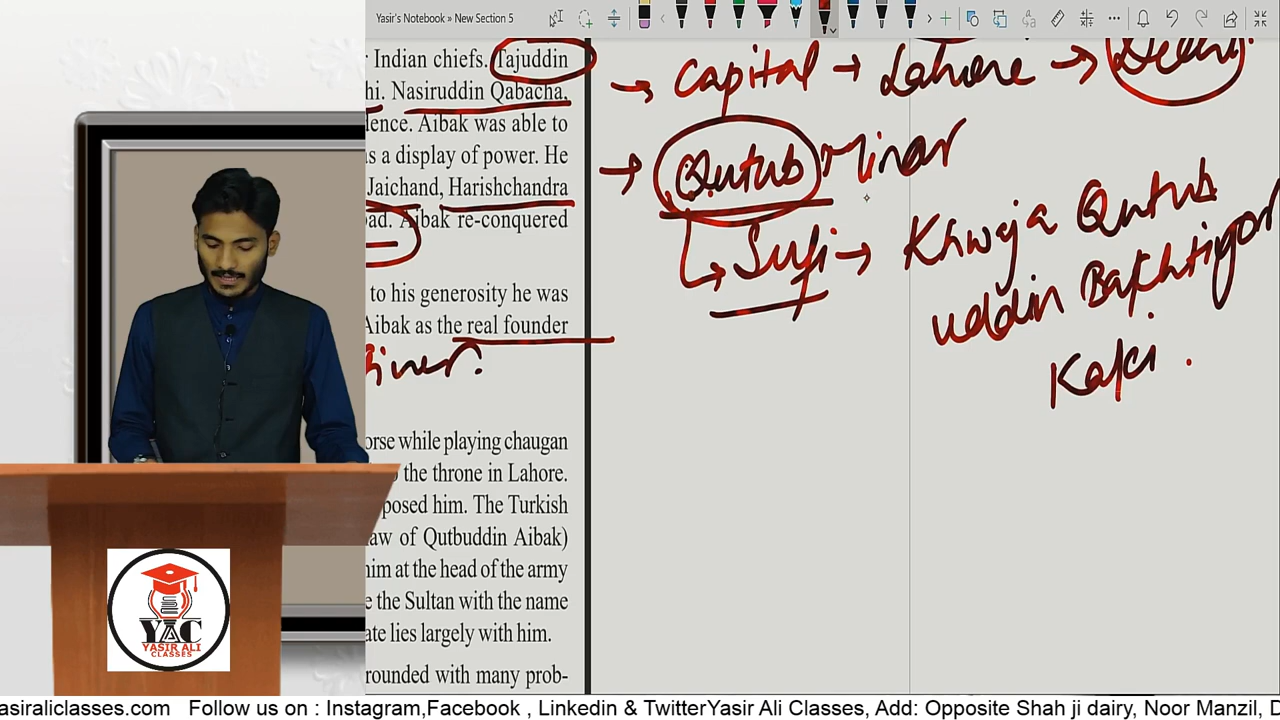 Yasir's Notebook » New Section 5
Indian chiefs. Tajuddin
hi. Nasiruddin Qabacha,
dence. Aibak was able to
s a display of power. He
Jaichand, Harishchandra
ad. Aibak re-conquered
to his generosity he was
Aibak as the real founder
Giver.
orse while playing chaugan
the throne in Lahore.
posed him. The Turkish
law of Qutbuddin Aibak)
him at the head of the army
e the Sultan with the name
ate lies largely with him.
rounded with many prob-
→ Capital → Lahore → Delhi
→ Qutub Minar
→ Sufi → Khwaja Qutub
uddin Bakhtiyar
Kaki.
YAC
YASIR ALI
CLASSES
asiraliclasses.com Follow us on : Instagram,Facebook , Linkedin & TwitterYasir Ali Classes, Add: Opposite Shah ji dairy, Noor Manzil, D